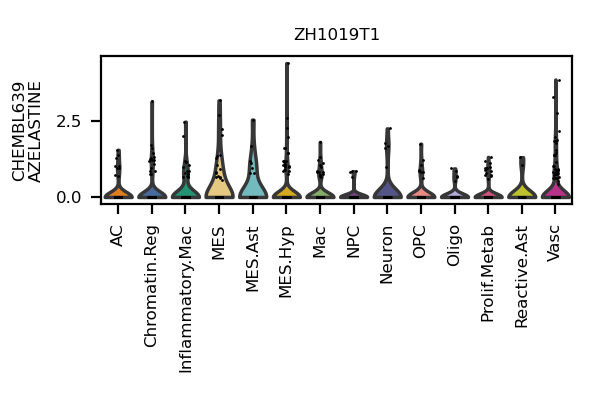 ZH1019T1
CHEMBL639
AZELASTINE
2.5
0.0
AC
Chromatin.Reg
Inflammatory.Mac
MES
MES.Ast
MES.Hyp
Mac
NPC
Neuron
OPC
Oligo
Prolif.Metab
Reactive.Ast
Vasc